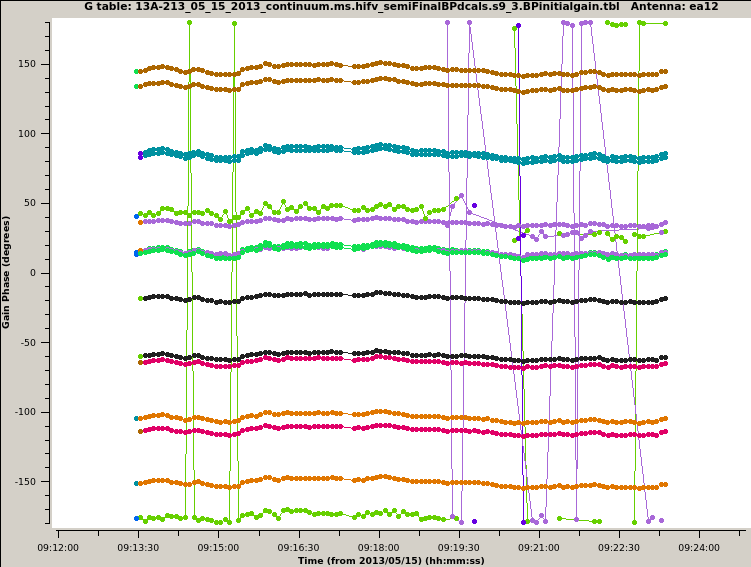 G table: 13A-213_05_15_2013_continuum.ms.hifv_semiFinalBPdcals.s9_3.BPinitialgain.tbl   Antenna: ea12
150
100
50
0
-50
-100
-150
Gain Phase (degrees)
09:12:00 09:13:30 09:15:00 09:16:30 09:18:00 09:19:30 09:21:00 09:22:30 09:24:00
Time (from 2013/05/15) (hh:mm:ss)